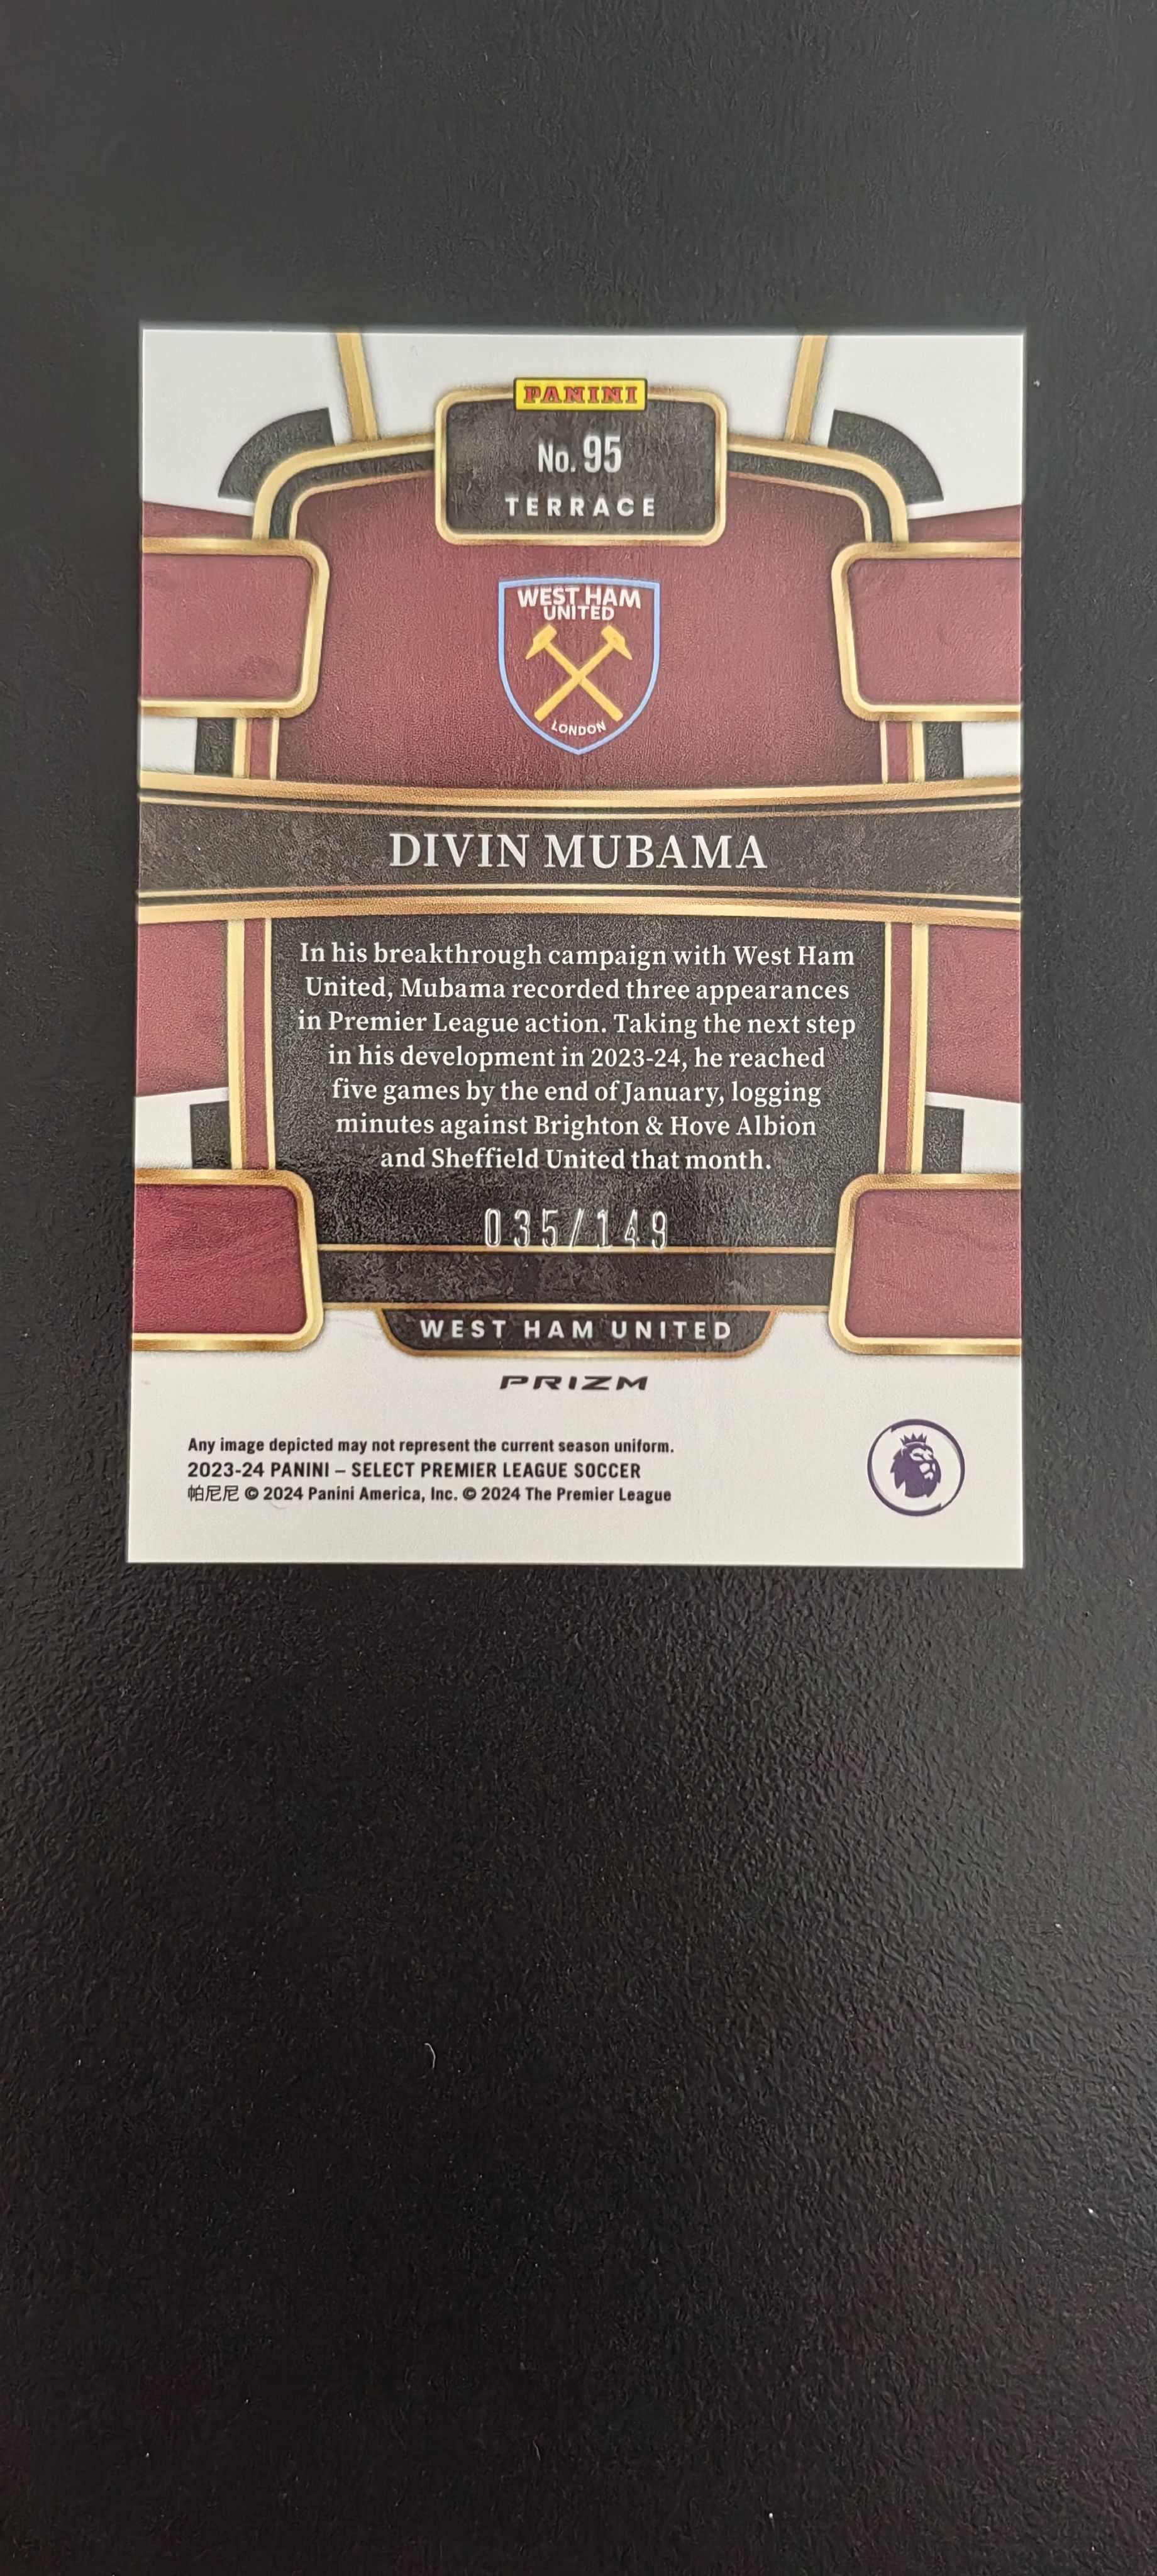 PANINI
No. 95
TERRACE
WEST HAM
UNITED
LONDON
DIVIN MUBAMA
In his breakthrough campaign with West Ham
United, Mubama recorded three appearances
in Premier League action. Taking the next step
in his development in 2023-24, he reached
five games by the end of January, logging
minutes against Brighton & Hove Albion
and Sheffield United that month.
035/149
WEST HAM UNITED
PRIZM
Any image depicted may not represent the current season uniform.
2023-24 PANINI – SELECT PREMIER LEAGUE SOCCER
帕尼尼 © 2024 Panini America, Inc. © 2024 The Premier League